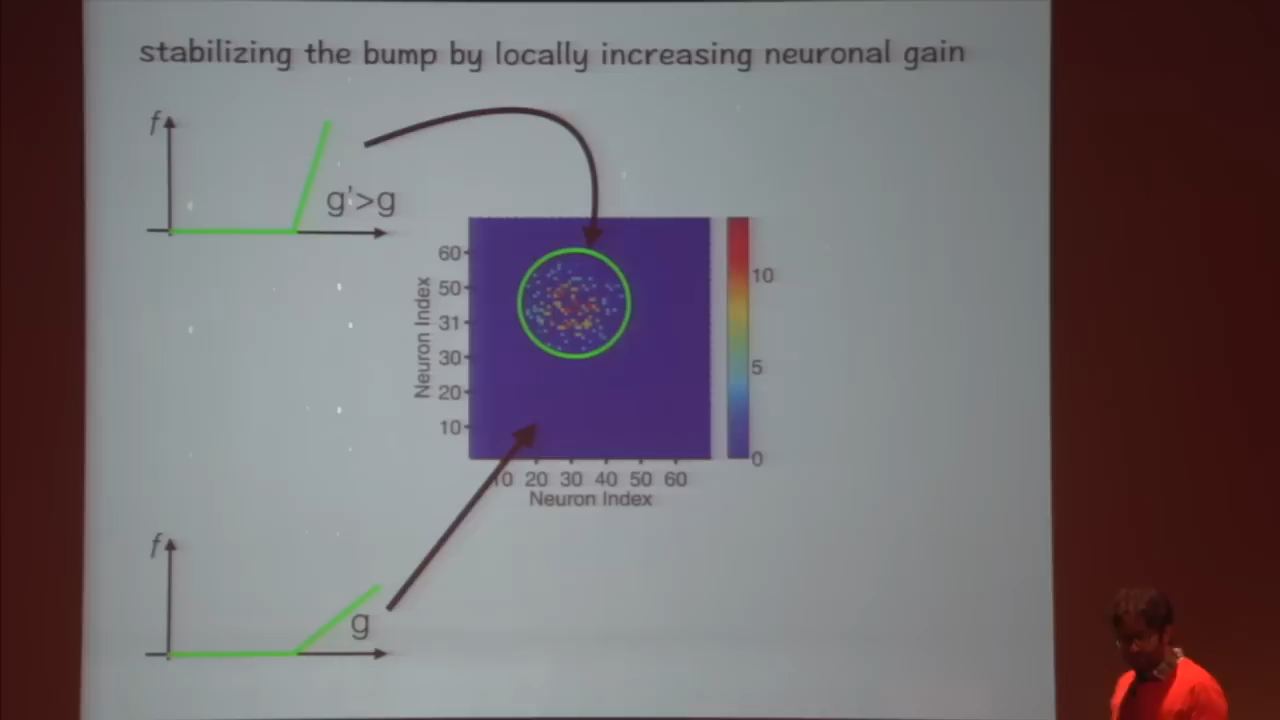 stabilizing the bump by locally increasing neuronal gain
f
g'>g
60
50
31
30
20
10
Neuron Index
10
5
0
10 20 30 40 50 60
Neuron Index
f
g